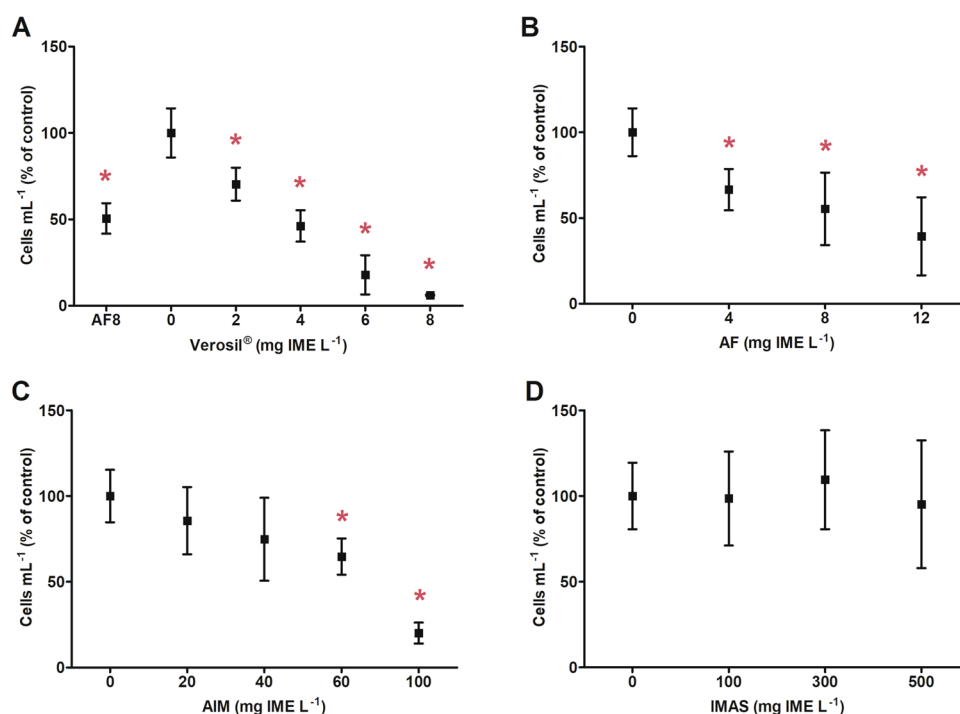 A
Cells mL⁻¹ (% of control)
150
100
50
0
*
*
*
*
*
AF8 0 2 4 6 8
Verosil® (mg IME L⁻¹)
B
Cells mL⁻¹ (% of control)
150
100
50
0
*
*
*
0 4 8 12
AF (mg IME L⁻¹)
C
Cells mL⁻¹ (% of control)
150
100
50
0
*
*
0 20 40 60 100
AIM (mg IME L⁻¹)
D
Cells mL⁻¹ (% of control)
150
100
50
0
0 100 300 500
IMAS (mg IME L⁻¹)